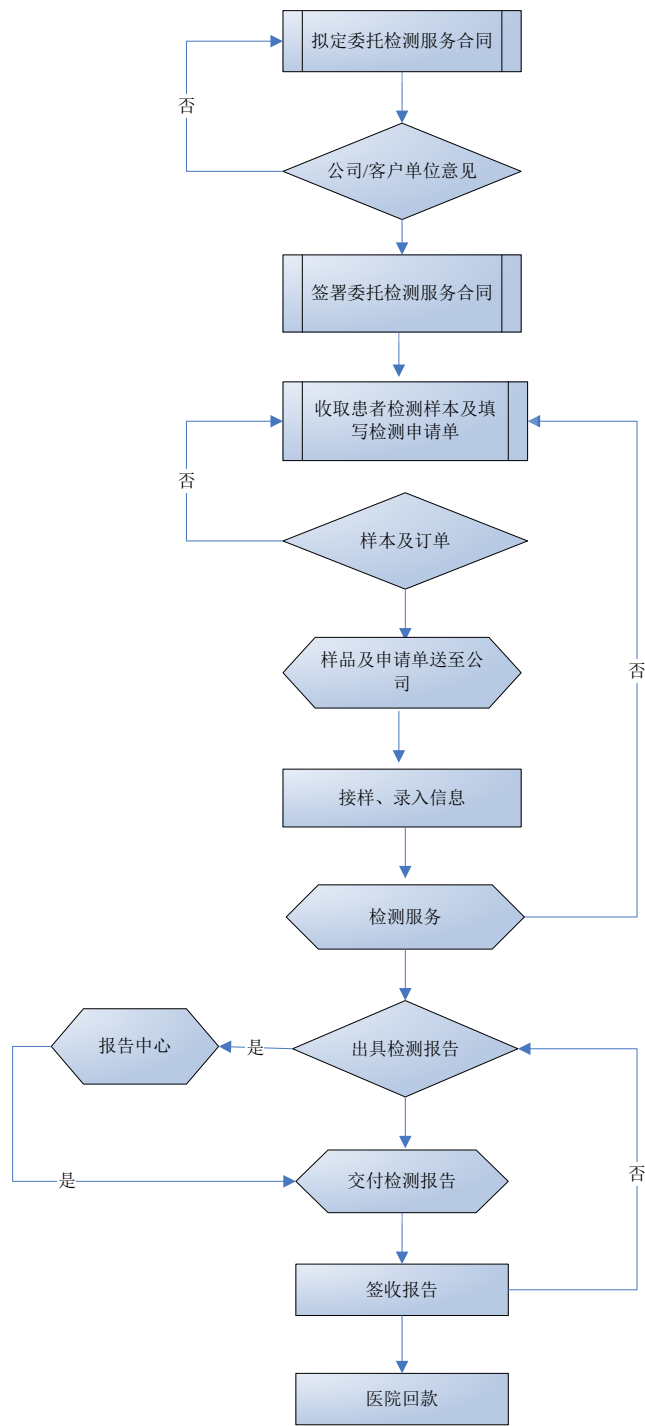 拟定委托检测服务合同
否
公司/客户单位意见
签署委托检测服务合同
收取患者检测样本及填
写检测申请单
否
样本及订单
样品及申请单送至公
司
否
接样、录入信息
检测服务
报告中心
是
出具检测报告
是
交付检测报告
否
签收报告
医院回款